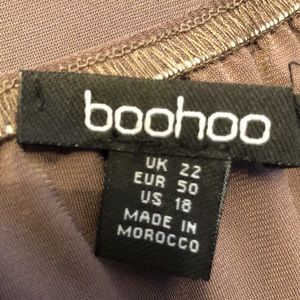 boohoo
UK 22
EUR 50
US 18
MADE IN
MOROCCO